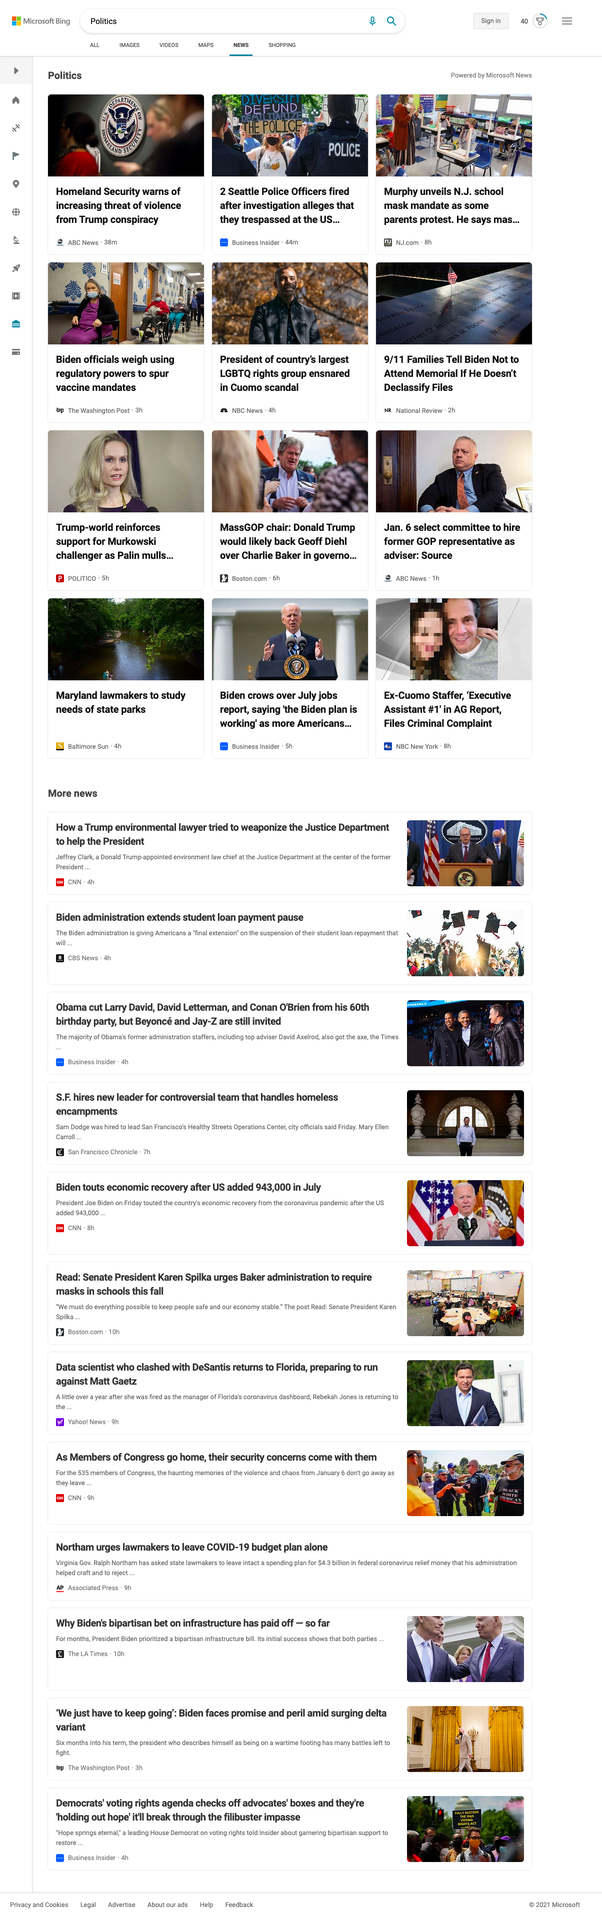 Microsoft Bing
Politics
Sign in
40
ALL IMAGES VIDEOS MAPS NEWS SHOPPING
Politics
Powered by Microsoft News
DIVERSIFY
DEFUND
THE POLICE
POLICE
Homeland Security warns of
increasing threat of violence
from Trump conspiracy
ABC News · 38m
2 Seattle Police Officers fired
after investigation alleges that
they trespassed at the US...
Business Insider · 44m
Murphy unveils N.J. school
mask mandate as some
parents protest. He says mas...
NJ.com · 8h
Biden officials weigh using
regulatory powers to spur
vaccine mandates
wp The Washington Post · 3h
President of country's largest
LGBTQ rights group ensnared
in Cuomo scandal
NBC News · 4h
9/11 Families Tell Biden Not to
Attend Memorial If He Doesn't
Declassify Files
NR National Review · 2h
Trump-world reinforces
support for Murkowski
challenger as Palin mulls...
P POLITICO · 5h
MassGOP chair: Donald Trump
would likely back Geoff Diehl
over Charlie Baker in governo...
Boston.com · 6h
Jan. 6 select committee to hire
former GOP representative as
adviser: Source
ABC News · 1h
Maryland lawmakers to study
needs of state parks
Baltimore Sun · 4h
Biden crows over July jobs
report, saying 'the Biden plan is
working' as more Americans...
Business Insider · 5h
Ex-Cuomo Staffer, 'Executive
Assistant #1' in AG Report,
Files Criminal Complaint
NBC New York · 8h
More news
How a Trump environmental lawyer tried to weaponize the Justice Department
to help the President
Jeffrey Clark, a Donald Trump-appointed environment law chief at the Justice Department at the center of the former
President ...
CNN CNN · 4h
Biden administration extends student loan payment pause
The Biden administration is giving Americans a "final extension" on the suspension of their student loan repayment that
will ...
CBS News · 4h
Obama cut Larry David, David Letterman, and Conan O'Brien from his 60th
birthday party, but Beyoncé and Jay-Z are still invited
The majority of Obama's former administration staffers, including top adviser David Axelrod, also got the axe, the Times
...
Business Insider · 4h
S.F. hires new leader for controversial team that handles homeless
encampments
Sam Dodge was hired to lead San Francisco's Healthy Streets Operations Center, city officials said Friday. Mary Ellen
Carroll ...
San Francisco Chronicle · 7h
Biden touts economic recovery after US added 943,000 in July
President Joe Biden on Friday touted the country's economic recovery from the coronavirus pandemic after the US
added 943,000 ...
CNN CNN · 8h
Read: Senate President Karen Spilka urges Baker administration to require
masks in schools this fall
"We must do everything possible to keep people safe and our economy stable." The post Read: Senate President Karen
Spilka ...
Boston.com · 10h
Data scientist who clashed with DeSantis returns to Florida, preparing to run
against Matt Gaetz
A little over a year after she was fired as the manager of Florida's coronavirus dashboard, Rebekah Jones is returning to
the ...
Yahoo! News · 9h
As Members of Congress go home, their security concerns come with them
For the 535 members of Congress, the haunting memories of the violence and chaos from January 6 don't go away as
they leave ...
CNN CNN · 9h
Northam urges lawmakers to leave COVID-19 budget plan alone
Virginia Gov. Ralph Northam has asked state lawmakers to leave intact a spending plan for $4.3 billion in federal coronavirus relief money that his administration
helped craft and to reject ...
AP Associated Press · 9h
Why Biden's bipartisan bet on infrastructure has paid off — so far
For months, President Biden prioritized a bipartisan infrastructure bill. Its initial success shows that both parties ...
The LA Times · 10h
'We just have to keep going': Biden faces promise and peril amid surging delta
variant
Six months into his term, the president who describes himself as being on a wartime footing has many battles left to
fight.
wp The Washington Post · 3h
Democrats' voting rights agenda checks off advocates' boxes and they're
'holding out hope' it'll break through the filibuster impasse
"Hope springs eternal," a leading House Democrat on voting rights told Insider about garnering bipartisan support to
restore ...
Business Insider · 4h
Privacy and Cookies Legal Advertise About our ads Help Feedback
© 2021 Microsoft